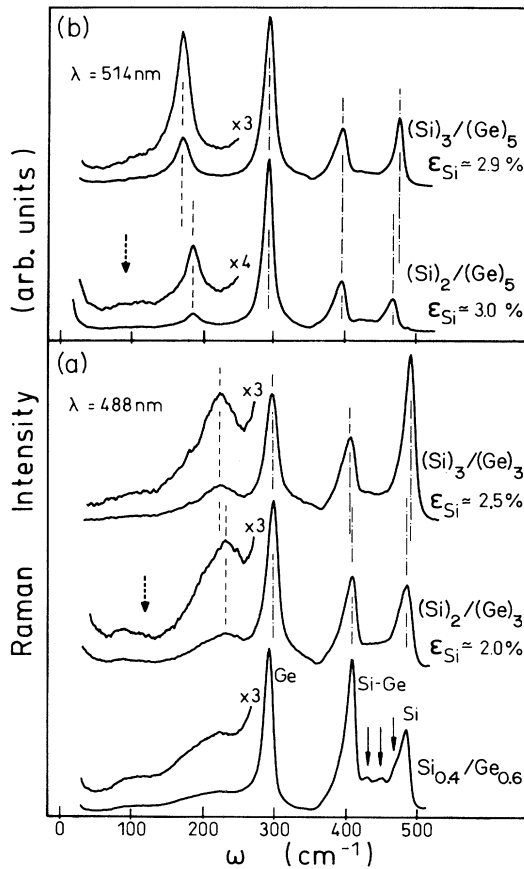 (b)
λ = 514nm
x3
(Si)₃/(Ge)₅
εSi ≃ 2.9 %
x4
(Si)₂/(Ge)₅
εSi ≃ 3.0 %
(a)
λ = 488nm
x3
(Si)₃/(Ge)₃
εSi ≃ 2.5 %
x3
(Si)₂/(Ge)₃
εSi ≃ 2.0 %
x3
Ge
Si-Ge
Si
Si₀.₄/Ge₀.₆
0 100 200 300 400 500
ω (cm⁻¹)
Raman Intensity (arb. units)